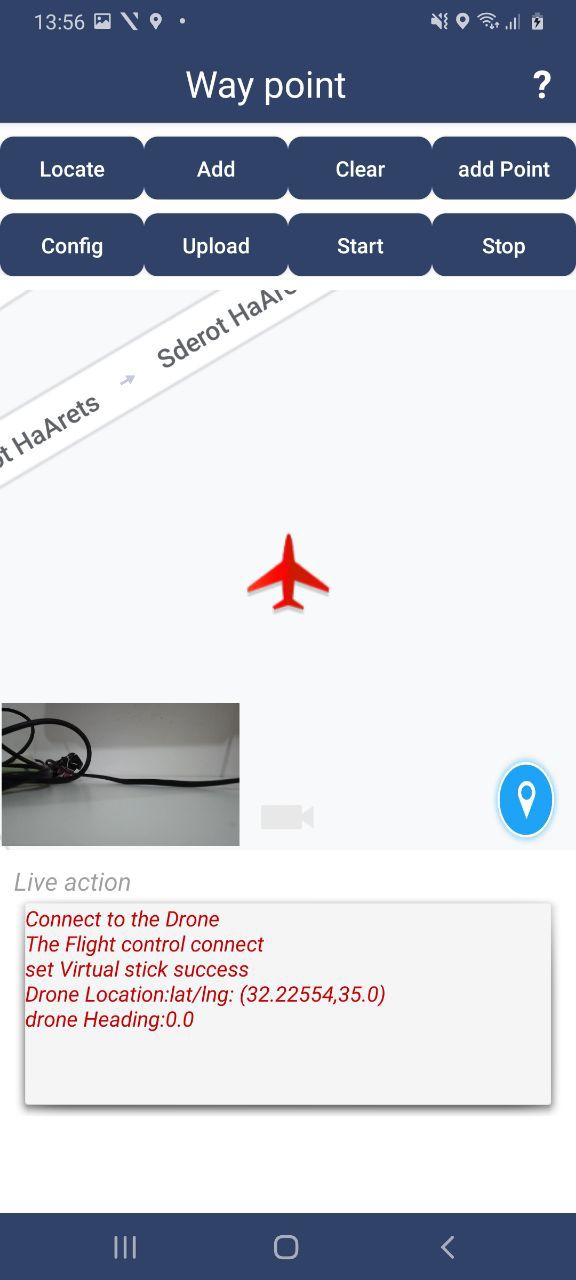 13:56
Way point
?
Locate Add Clear add Point
Config Upload Start Stop
Sderot HaAre
ot HaArets
Live action
Connect to the Drone
The Flight control connect
set Virtual stick success
Drone Location:lat/lng: (32.22554,35.0)
drone Heading:0.0